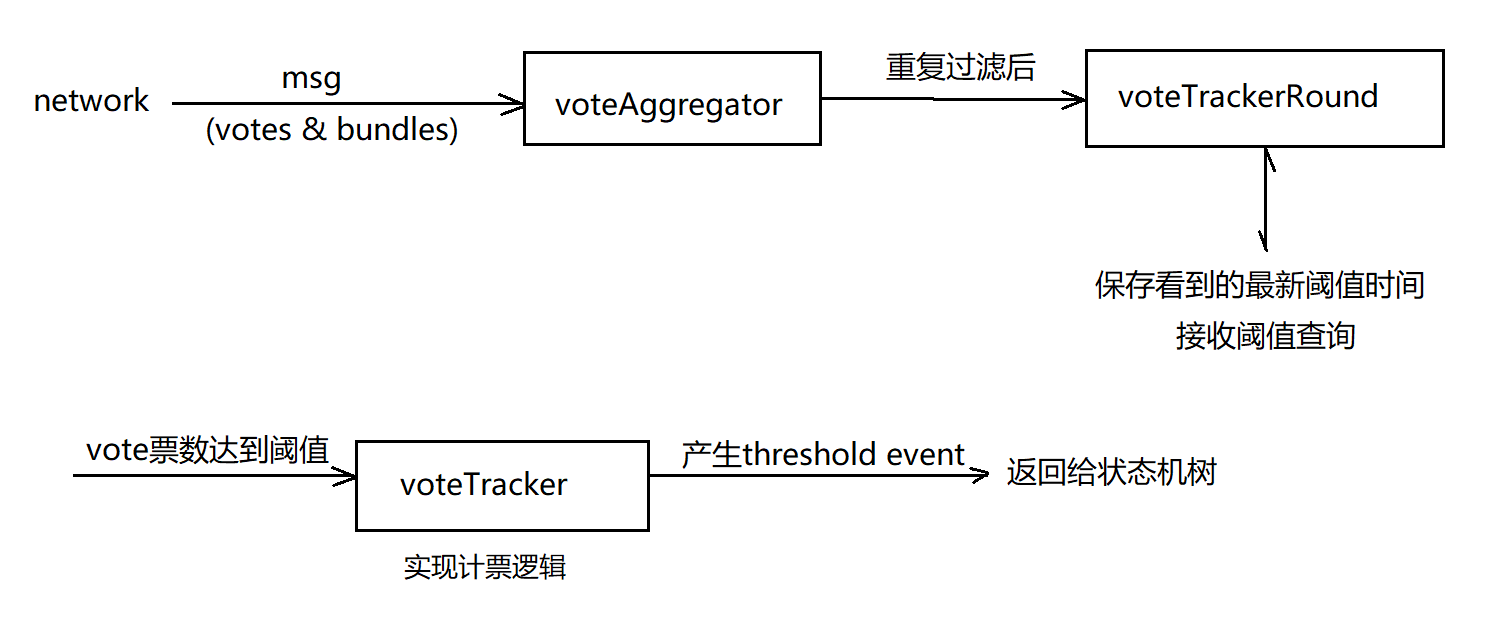 network
msg
(votes & bundles)
voteAggregator
重复过滤后
voteTrackerRound
保存看到的最新阈值时间
接收阈值查询
vote票数达到阈值
voteTracker
实现计票逻辑
产生threshold event
返回给状态机树